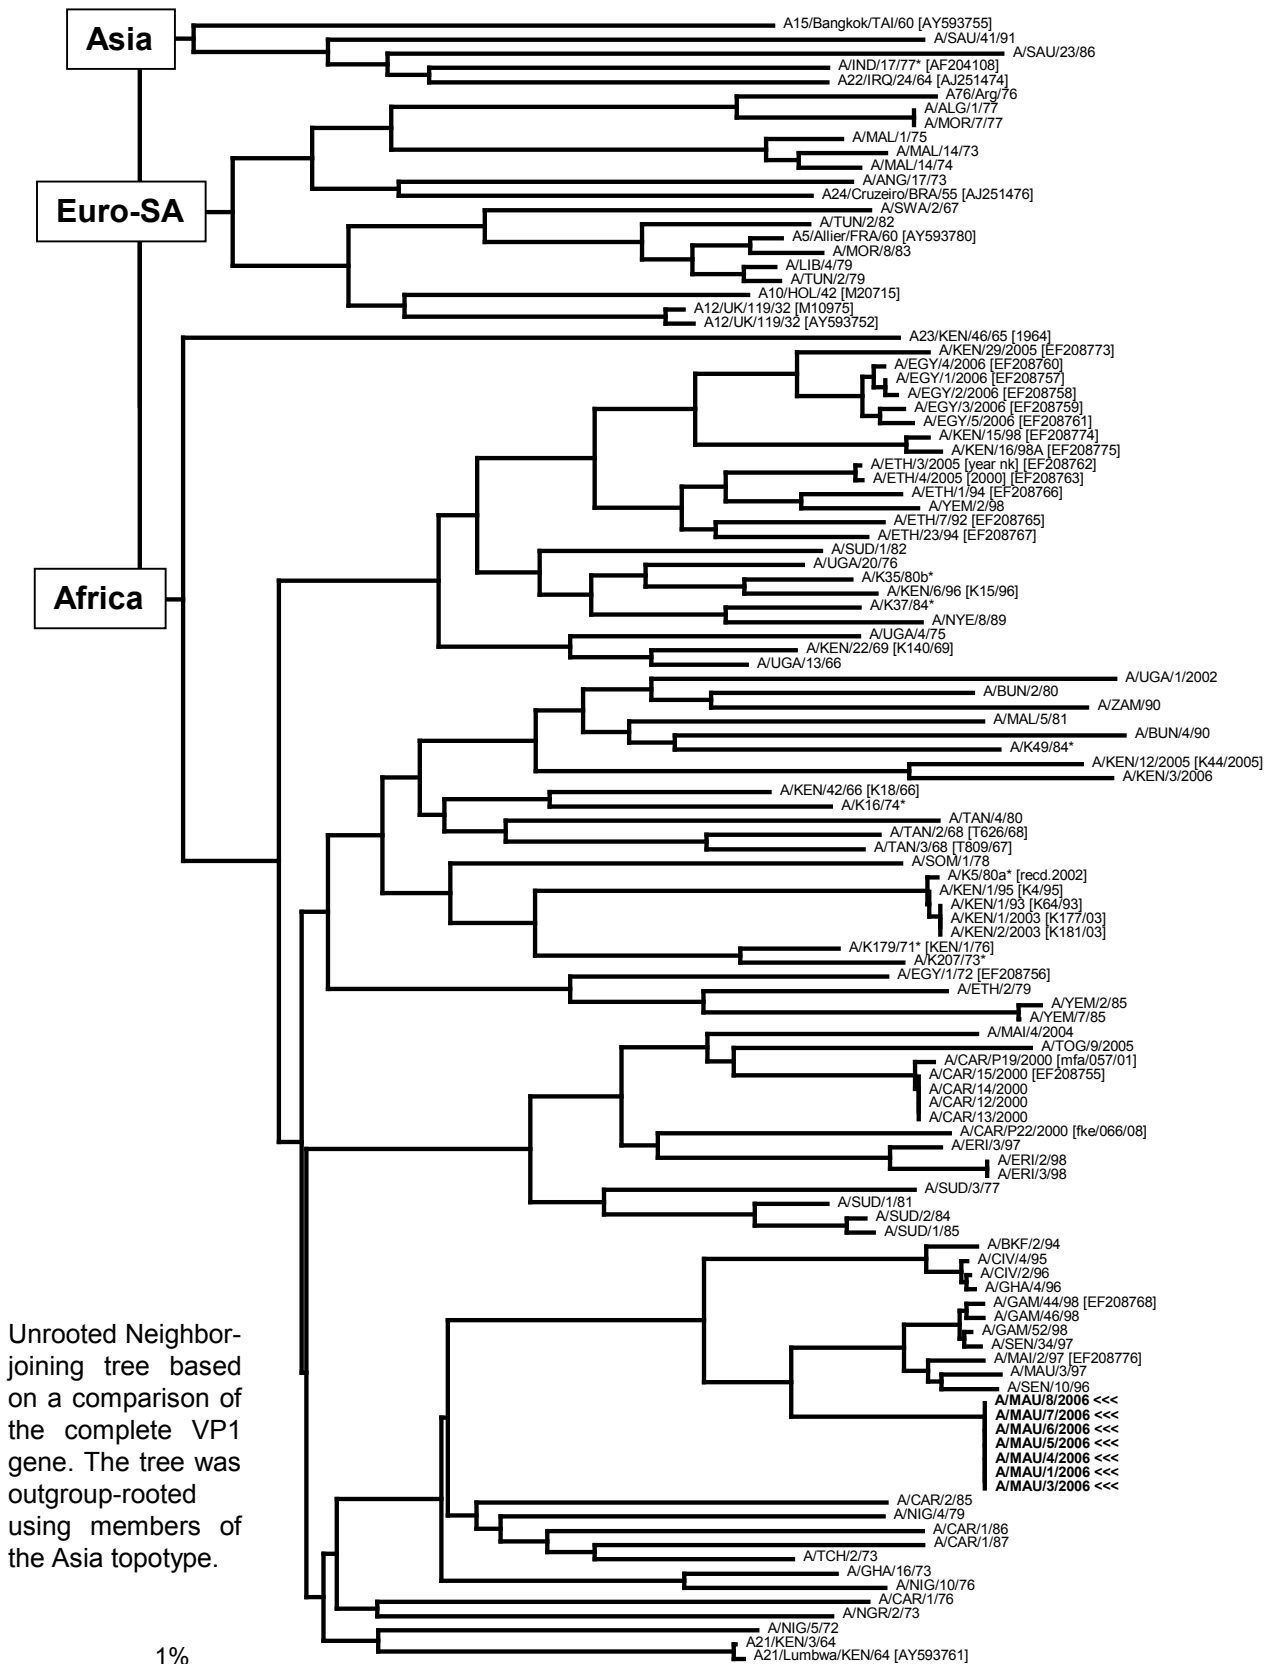 A15/Bangkok/TAI/60 [AY593755]
Asia
A/SAU/41/91
A/SAU/23/86
A/IND/17/77* [AF204108]
A22/IRQ/24/64 [AJ251474]
A76/Arg/76
A/ALG/1/77
A/MOR/7/77
A/MAL/1/75
A/MAL/14/73
A/MAL/14/74
A/ANG/17/73
A24/Cruzeiro/BRA/55 [AJ251476]
Euro-SA
A/SWA/2/67
A/TUN/2/82
A5/Allier/FRA/60 [AY593780]
A/MOR/8/83
A/LIB/4/79
A/TUN/2/79
A10/HOL/42 [M20715]
A12/UK/119/32 [M10975]
A12/UK/119/32 [AY593752]
A23/KEN/46/65 [1964]
A/KEN/29/2005 [EF208773]
A/EGY/4/2006 [EF208760]
A/EGY/1/2006 [EF208757]
A/EGY/2/2006 [EF208758]
A/EGY/3/2006 [EF208759]
A/EGY/5/2006 [EF208761]
A/KEN/15/98 [EF208774]
A/KEN/16/98A [EF208775]
A/ETH/3/2005 [year nk] [EF208762]
A/ETH/4/2005 [2000] [EF208763]
A/ETH/1/94 [EF208766]
A/YEM/2/98
A/ETH/7/92 [EF208765]
A/ETH/23/94 [EF208767]
A/SUD/1/82
A/UGA/20/76
A/K35/80b*
A/KEN/6/96 [K15/96]
Africa
A/K37/84*
A/NYE/8/89
A/UGA/4/75
A/KEN/22/69 [K140/69]
A/UGA/13/66
A/UGA/1/2002
A/BUN/2/80
A/ZAM/90
A/MAL/5/81
A/BUN/4/90
A/K49/84*
A/KEN/12/2005 [K44/2005]
A/KEN/3/2006
A/KEN/42/66 [K18/66]
A/K16/74*
A/TAN/4/80
A/TAN/2/68 [T626/68]
A/TAN/3/68 [T809/67]
A/SOM/1/78
A/K5/80a* [recd.2002]
A/KEN/1/95 [K4/95]
A/KEN/1/93 [K64/93]
A/KEN/1/2003 [K177/03]
A/KEN/2/2003 [K181/03]
A/K179/71* [KEN/1/76]
A/K207/73*
A/EGY/1/72 [EF208756]
A/ETH/2/79
A/YEM/2/85
A/YEM/7/85
A/MAI/4/2004
A/TOG/9/2005
A/CAR/P19/2000 [mfa/057/01]
A/CAR/15/2000 [EF208755]
A/CAR/14/2000
A/CAR/12/2000
A/CAR/13/2000
A/CAR/P22/2000 [fke/066/08]
A/ERI/3/97
A/ERI/2/98
A/ERI/3/98
A/SUD/3/77
A/SUD/1/81
A/SUD/2/84
A/SUD/1/85
A/BKF/2/94
A/CIV/4/95
A/CIV/2/96
A/GHA/4/96
A/GAM/44/98 [EF208768]
A/GAM/46/98
A/GAM/52/98
A/SEN/34/97
A/MAI/2/97 [EF208776]
A/MAU/3/97
A/SEN/10/96
A/MAU/8/2006 <<<
A/MAU/7/2006 <<<
A/MAU/6/2006 <<<
A/MAU/5/2006 <<<
A/MAU/4/2006 <<<
A/MAU/1/2006 <<<
A/MAU/3/2006 <<<
A/CAR/2/85
A/NIG/4/79
A/CAR/1/86
A/CAR/1/87
A/TCH/2/73
A/GHA/16/73
A/NIG/10/76
A/CAR/1/76
A/NGR/2/73
A/NIG/5/72
A21/KEN/3/64
A21/Lumbwa/KEN/64 [AY593761]
Unrooted Neighbor-
joining tree based
on a comparison of
the complete VP1
gene. The tree was
outgroup-rooted
using members of
the Asia topotype.
1%